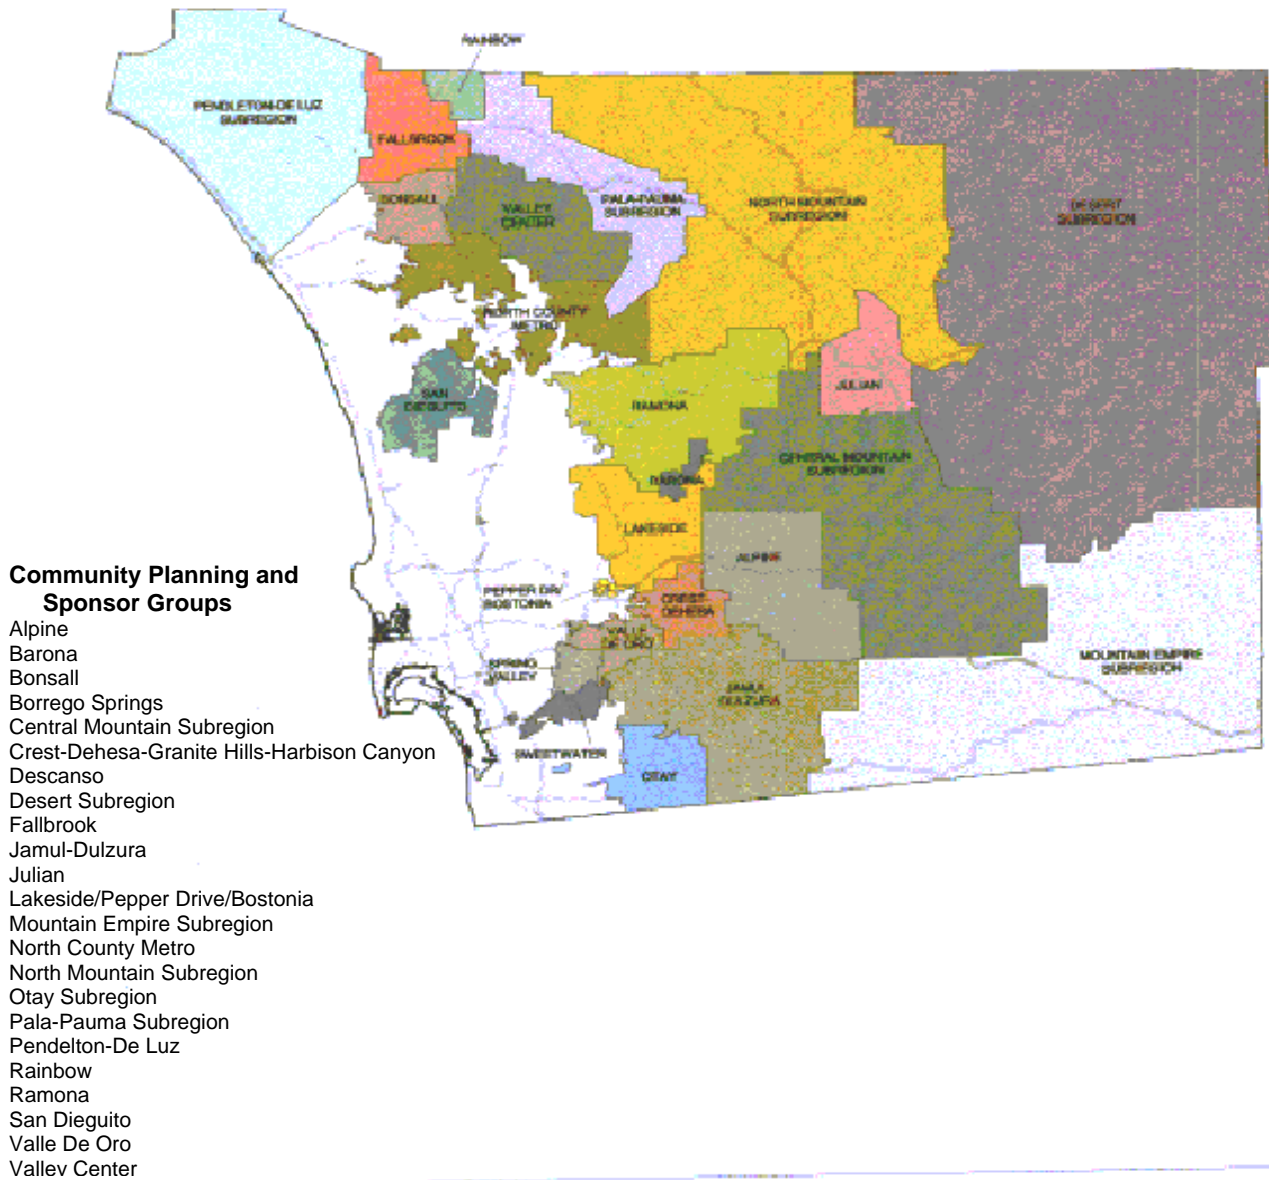 RAINBOW
PENDLETON-DE LUZ
SUBREGION
FALLBROOK
BONSALL
VALLEY
CENTER
PALA-PAUMA
SUBREGION
NORTH MOUNTAIN
SUBREGION
DESERT
SUBREGION
NORTH COUNTY
METRO
SAN
DIEGUITO
RAMONA
JULIAN
CENTRAL MOUNTAIN
SUBREGION
BARONA
LAKESIDE
ALPINE
PEPPER DR/
BOSTONIA
CREST-
DEHESA
VALLE
DE ORO
SPRING
VALLEY
JAMUL
DULZURA
MOUNTAIN EMPIRE
SUBREGION
SWEETWATER
OTAY
Community Planning and
Sponsor Groups
Alpine
Barona
Bonsall
Borrego Springs
Central Mountain Subregion
Crest-Dehesa-Granite Hills-Harbison Canyon
Descanso
Desert Subregion
Fallbrook
Jamul-Dulzura
Julian
Lakeside/Pepper Drive/Bostonia
Mountain Empire Subregion
North County Metro
North Mountain Subregion
Otay Subregion
Pala-Pauma Subregion
Pendelton-De Luz
Rainbow
Ramona
San Dieguito
Valle De Oro
Valley Center